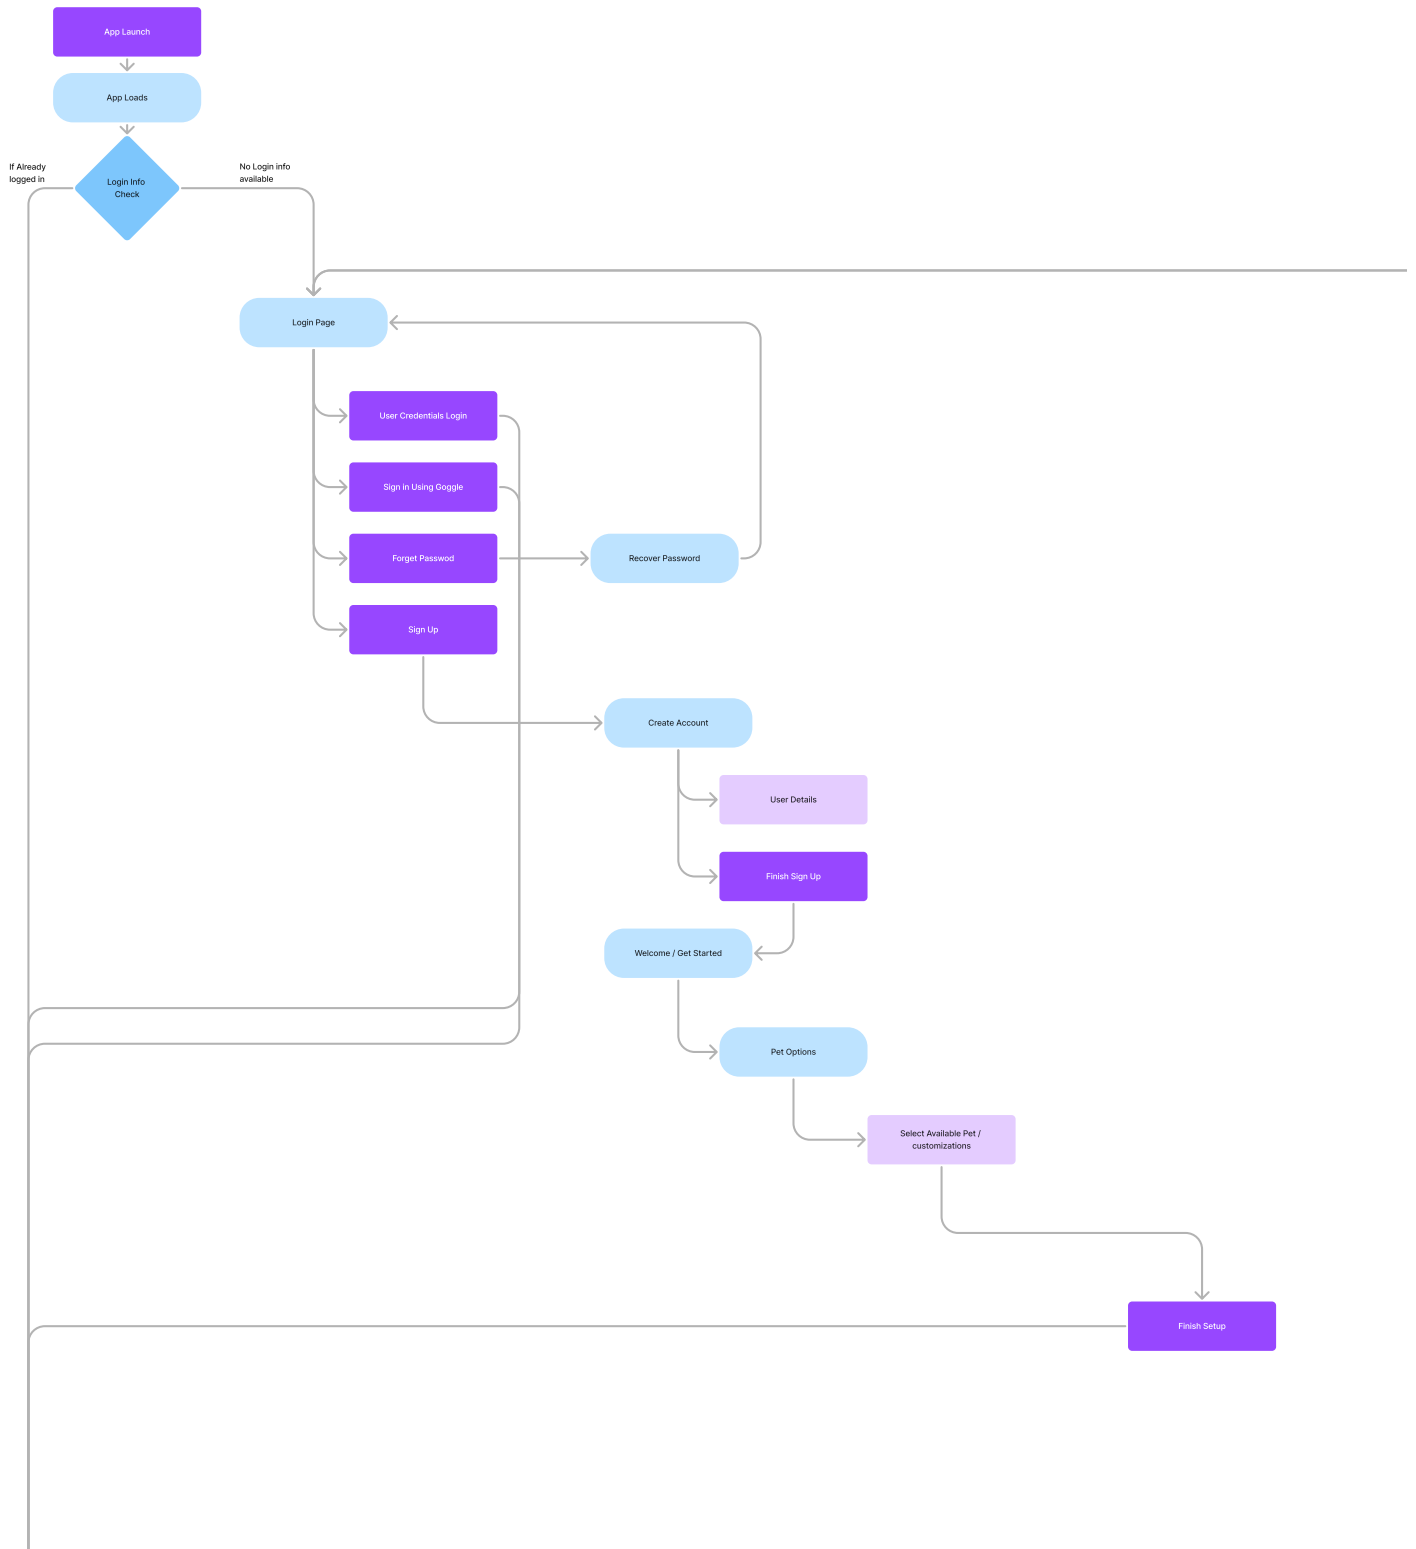 App Launch
App Loads
If Already
logged in
Login Info
Check
No Login info
available
Login Page
User Credentials Login
Sign in Using Goggle
Forget Passwod
Recover Password
Sign Up
Create Account
User Details
Finish Sign Up
Welcome / Get Started
Pet Options
Select Available Pet /
customizations
Finish Setup